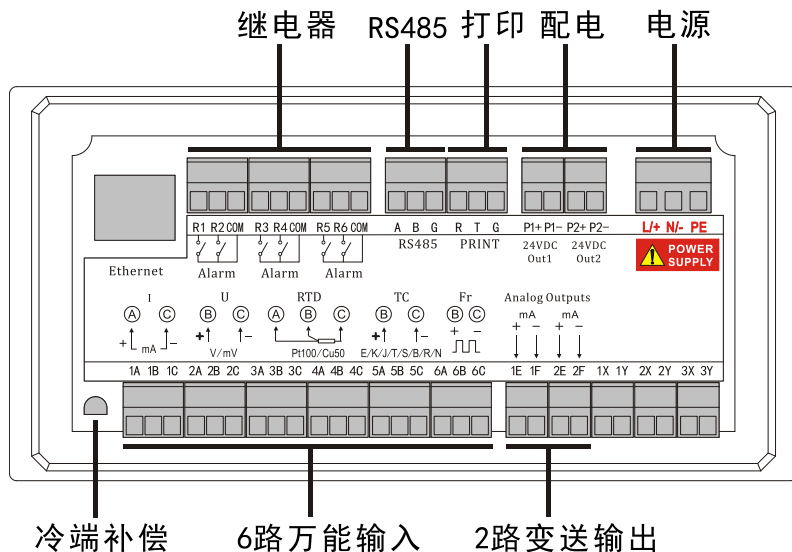 继电器 RS485 打印 配电 电源
R1 R2 COM R3 R4 COM R5 R6 COM A B G R T G P1+ P1- P2+ P2- L/+ N/- PE
Alarm Alarm Alarm RS485 PRINT 24VDC Out1 24VDC Out2 POWER SUPPLY
Ethernet
I U RTD TC Fr Analog Outputs
A C B C A B C B C B C mA mA
+ mA - + - + - + - + - + -
V/mV Pt100/Cu50 E/K/J/T/S/B/R/N
1A 1B 1C 2A 2B 2C 3A 3B 3C 4A 4B 4C 5A 5B 5C 6A 6B 6C 1E 1F 2E 2F 1X 1Y 2X 2Y 3X 3Y
冷端补偿 6路万能输入 2路变送输出